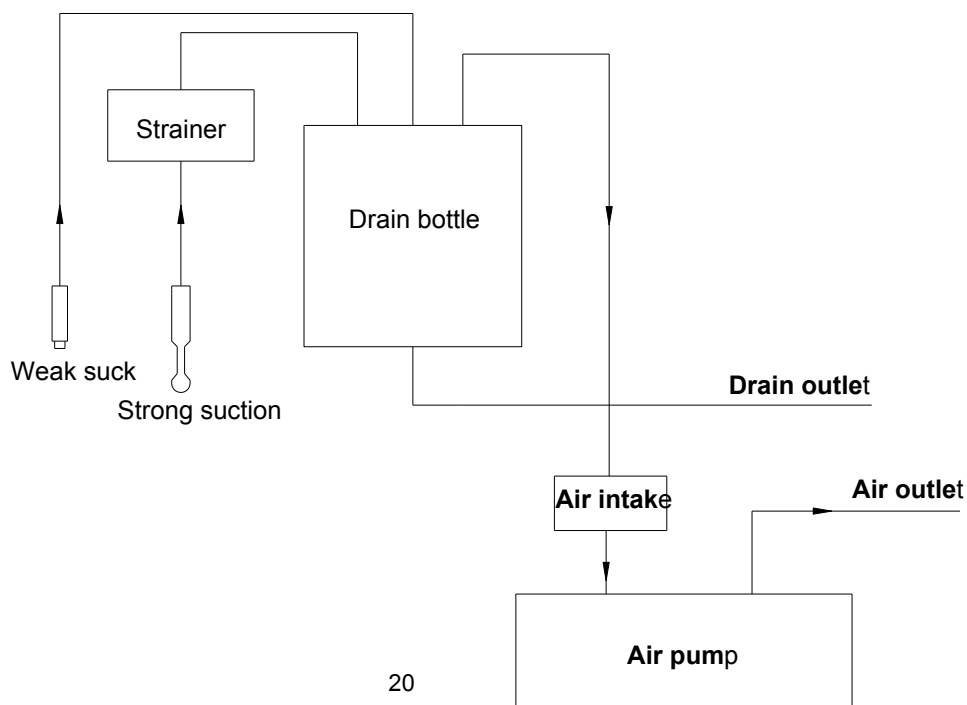 Strainer
Drain bottle
Weak suck
Strong suction
Drain outlet
Air intake
Air outlet
Air pump
20